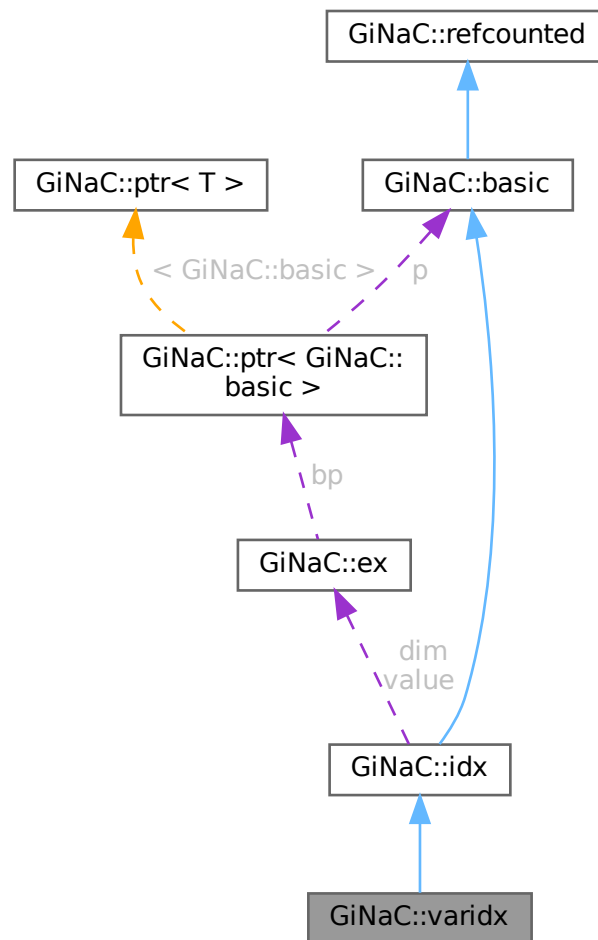 GiNaC::refcounted
GiNaC::ptr< T >
GiNaC::basic
< GiNaC::basic >
p
GiNaC::ptr< GiNaC::
basic >
bp
GiNaC::ex
dim
value
GiNaC::idx
GiNaC::varidx